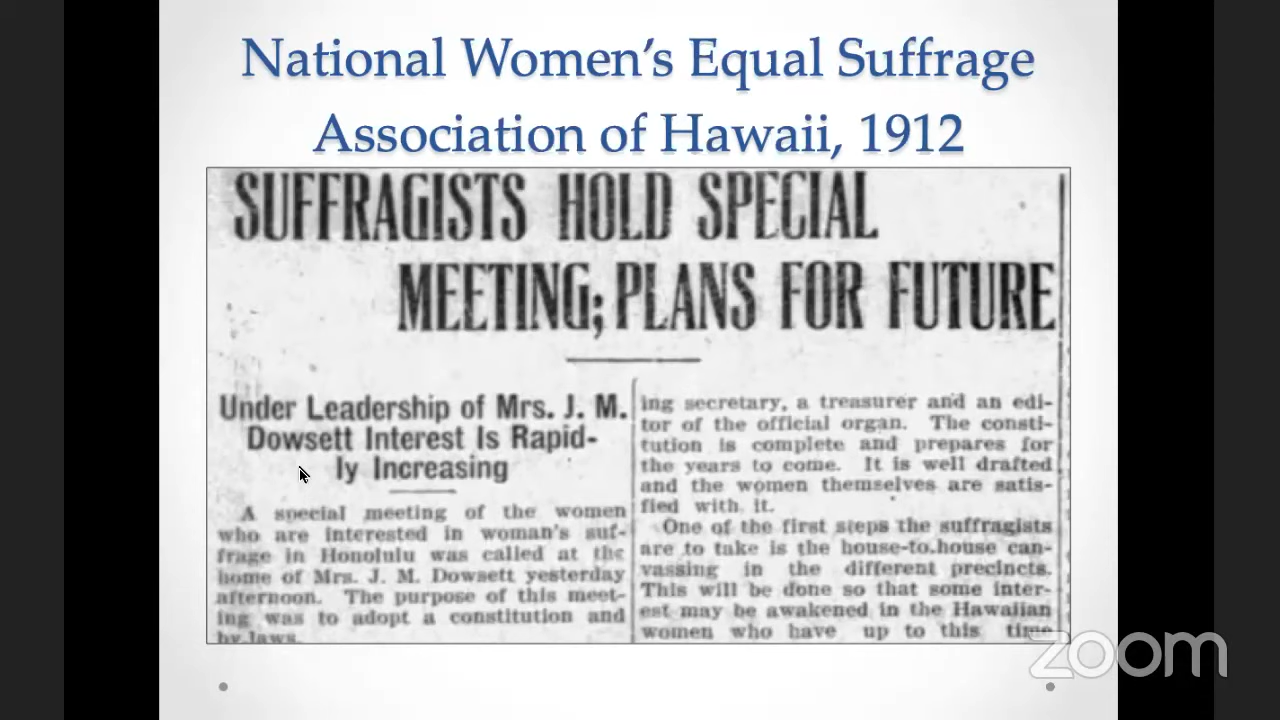 National Women's Equal Suffrage
Association of Hawaii, 1912
SUFFRAGISTS HOLD SPECIAL
MEETING; PLANS FOR FUTURE
Under Leadership of Mrs. J. M.
Dowsett Interest Is Rapid-
ly Increasing
A special meeting of the women
who are interested in woman's suf-
frage in Honolulu was called at the
home of Mrs. J. M. Dowsett yesterday
afternoon. The purpose of this meet-
ing was to adopt a constitution and
by-laws.
ing secretary, a treasurer and an edi-
tor of the official organ. The consti-
tution is complete and prepares for
the years to come. It is well drafted
and the women themselves are satis-
fied with it.
One of the first steps the suffragists
are to take is the house-to-house can-
vassing in the different precincts.
This will be done so that some inter-
est may be awakened in the Hawaiian
women who have up to this time
zoom